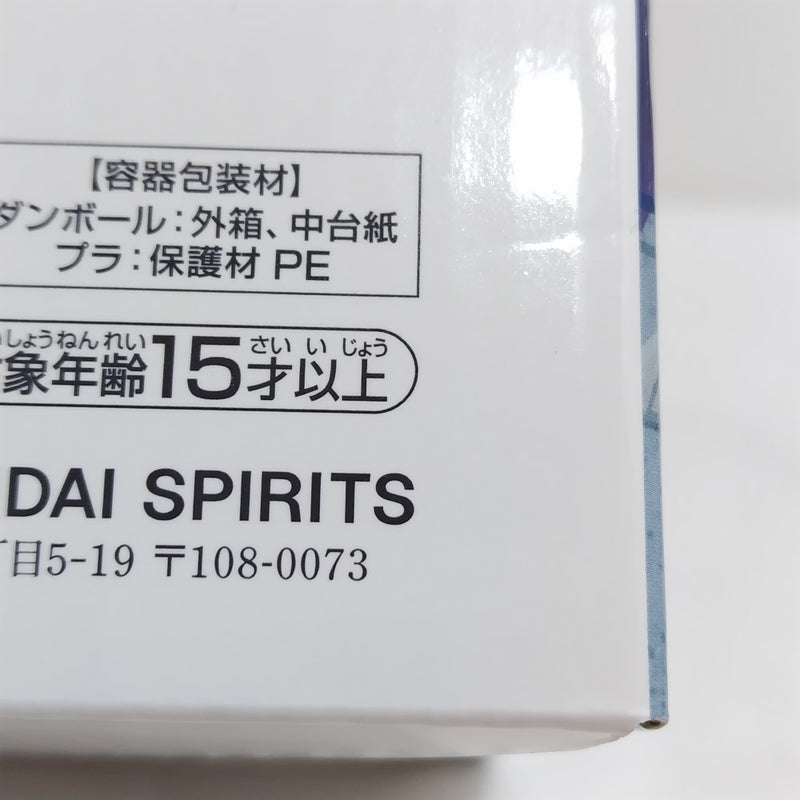 【容器包装材】
ダンボール：外箱、中台紙
プラ：保護材 PE
しょうねんれい さい い じょう
象年齢15才以上
DAI SPIRITS
目5-19 〒108-0073